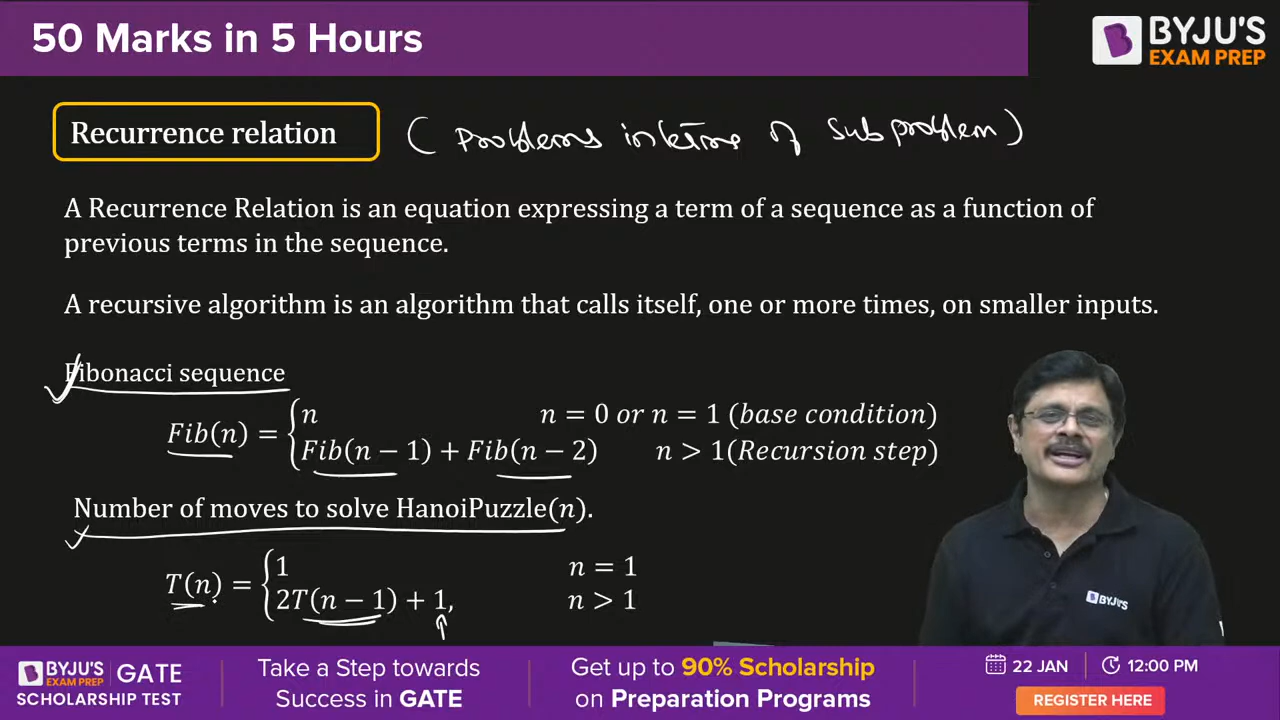 50 Marks in 5 Hours
BYJU'S
EXAM PREP
Recurrence relation
(Problems interms of subproblem)
A Recurrence Relation is an equation expressing a term of a sequence as a function of
previous terms in the sequence.
A recursive algorithm is an algorithm that calls itself, one or more times, on smaller inputs.
Fibonacci sequence
Fib(n) = { n n = 0 or n = 1 (base condition)
Fib(n − 1) + Fib(n − 2) n > 1(Recursion step)
Number of moves to solve HanoiPuzzle(n).
T(n) = { 1 n = 1
2T(n − 1) + 1, n > 1
BYJU'S
BYJU'S EXAM PREP | GATE
SCHOLARSHIP TEST
Take a Step towards
Success in GATE
Get up to 90% Scholarship
on Preparation Programs
22 JAN 12:00 PM
REGISTER HERE